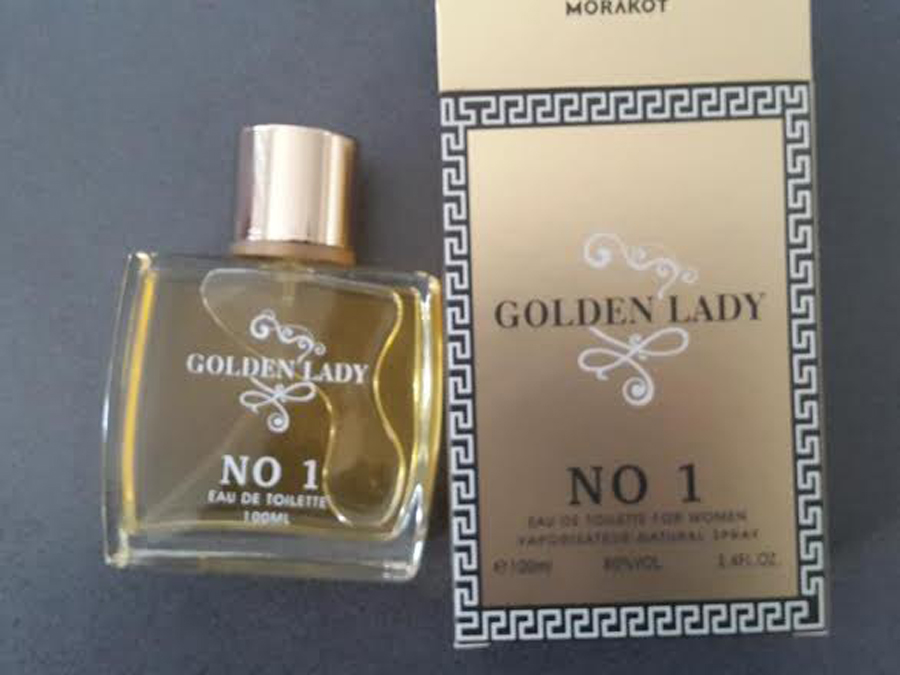 GOLDEN LADY
NO 1
EAU DE TOILETTE
100ML
MORAKOT
GOLDEN LADY
NO 1
EAU DE TOILETTE FOR WOMEN
VAPORISATEUR NATURAL SPRAY
℮100ml 80%VOL 3.4FL.OZ.